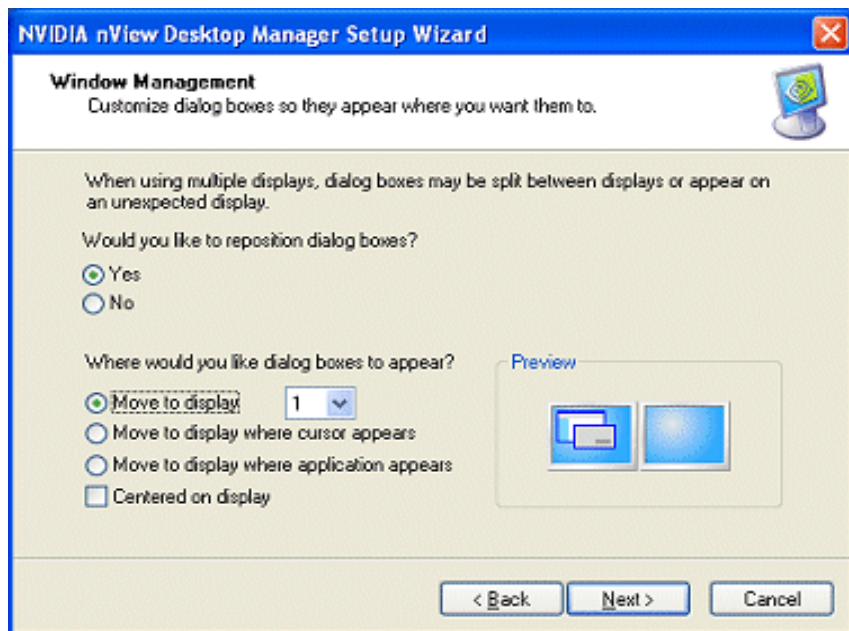 NVIDIA nView Desktop Manager Setup Wizard
Window Management
Customize dialog boxes so they appear where you want them to.
When using multiple displays, dialog boxes may be split between displays or appear on
an unexpected display.
Would you like to reposition dialog boxes?
Yes
No
Where would you like dialog boxes to appear?
Preview
Move to display 1
Move to display where cursor appears
Move to display where application appears
Centered on display
< Back Next > Cancel